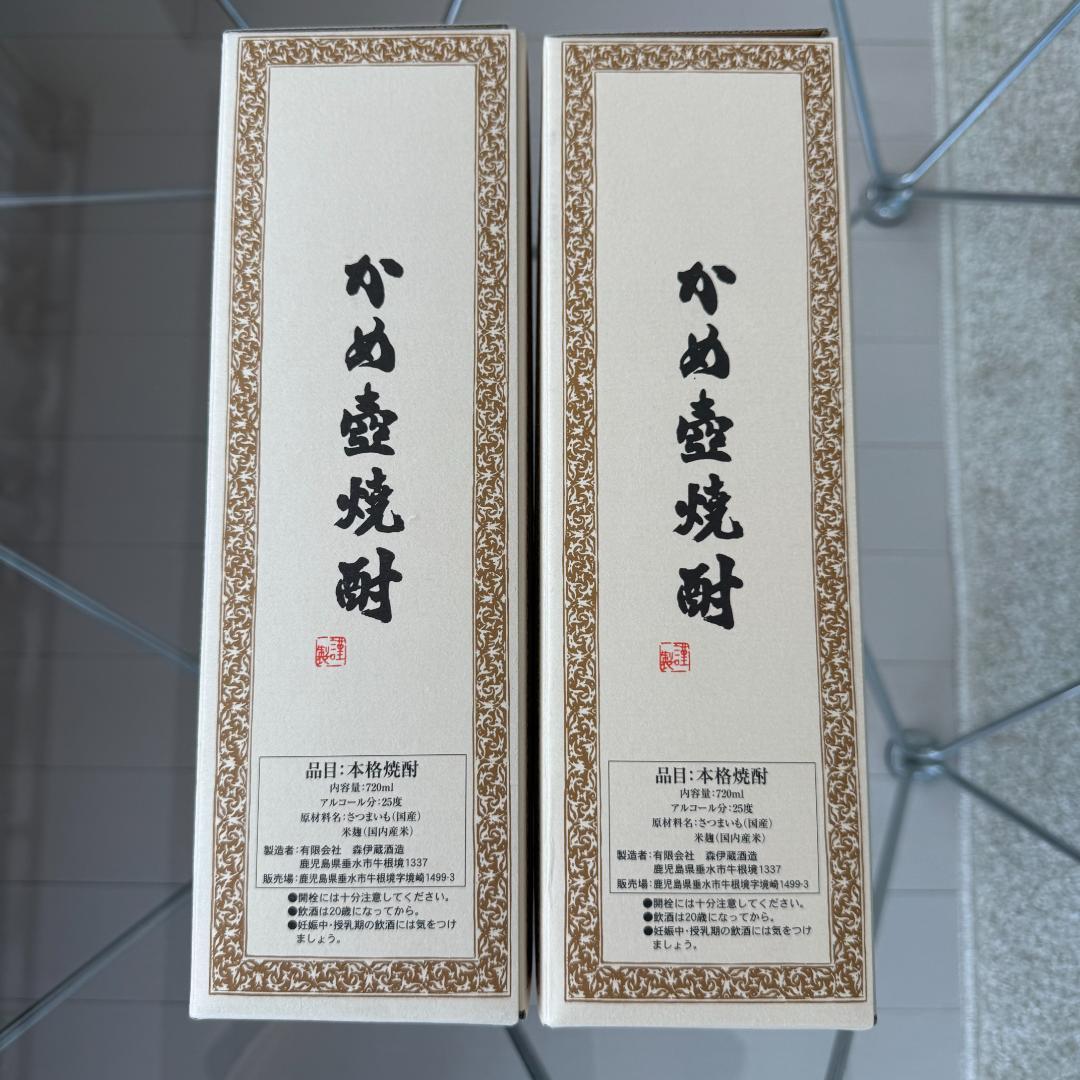 かめ壺焼酎
謹製
品目:本格焼酎
内容量:720ml
アルコール分:25度
原材料名:さつまいも(国産)
米麹(国内産米)
製造者:有限会社 森伊蔵酒造
鹿児島県垂水市牛根境1337
販売場:鹿児島県垂水市牛根境字境崎1499-3
●開栓には十分注意してください。
●飲酒は20歳になってから。
●妊娠中・授乳期の飲酒には気をつけ
ましょう。
かめ壺焼酎
謹製
品目:本格焼酎
内容量:720ml
アルコール分:25度
原材料名:さつまいも(国産)
米麹(国内産米)
製造者:有限会社 森伊蔵酒造
鹿児島県垂水市牛根境1337
販売場:鹿児島県垂水市牛根境字境崎1499-3
●開栓には十分注意してください。
●飲酒は20歳になってから。
●妊娠中・授乳期の飲酒には気をつけ
ましょう。